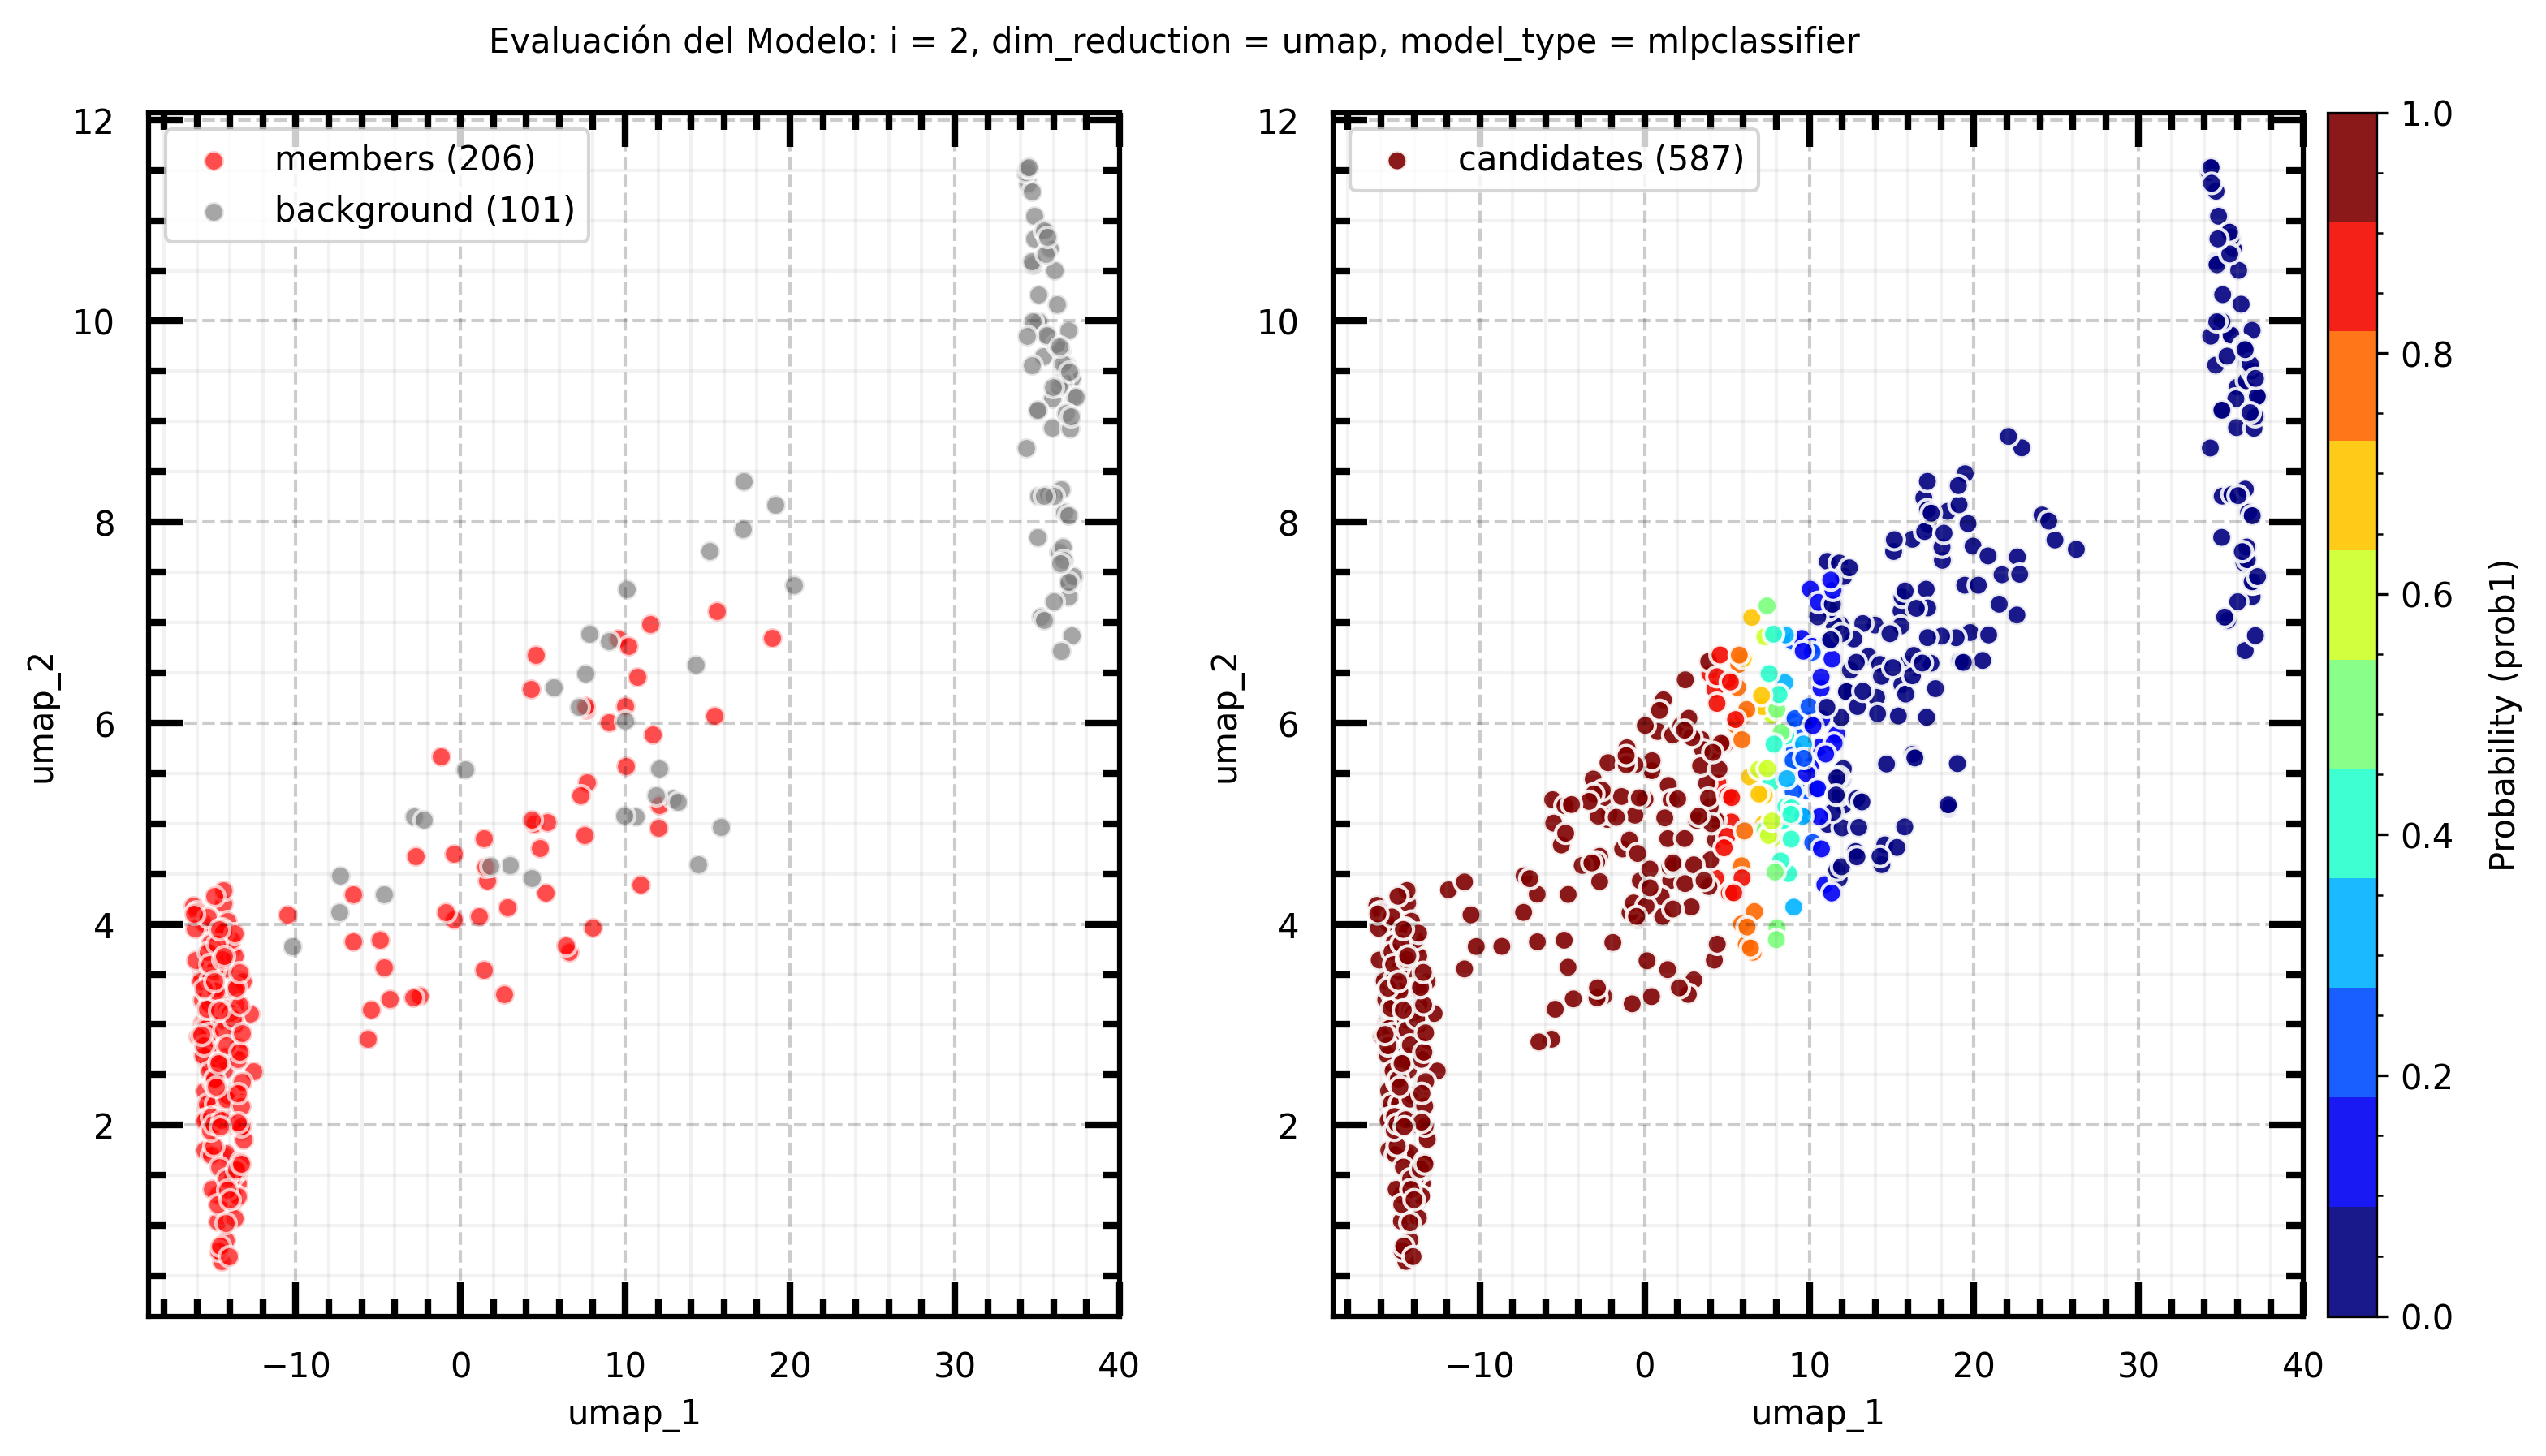 Evaluación del Modelo: i = 2, dim_reduction = umap, model_type = mlpclassifier
members (206)
background (101)
12
10
8
6
4
2
umap_2
−10 0 10 20 30 40
umap_1
candidates (587)
12
10
8
6
4
2
umap_2
−10 0 10 20 30 40
umap_1
1.0
0.8
0.6
0.4
0.2
0.0
Probability (prob1)